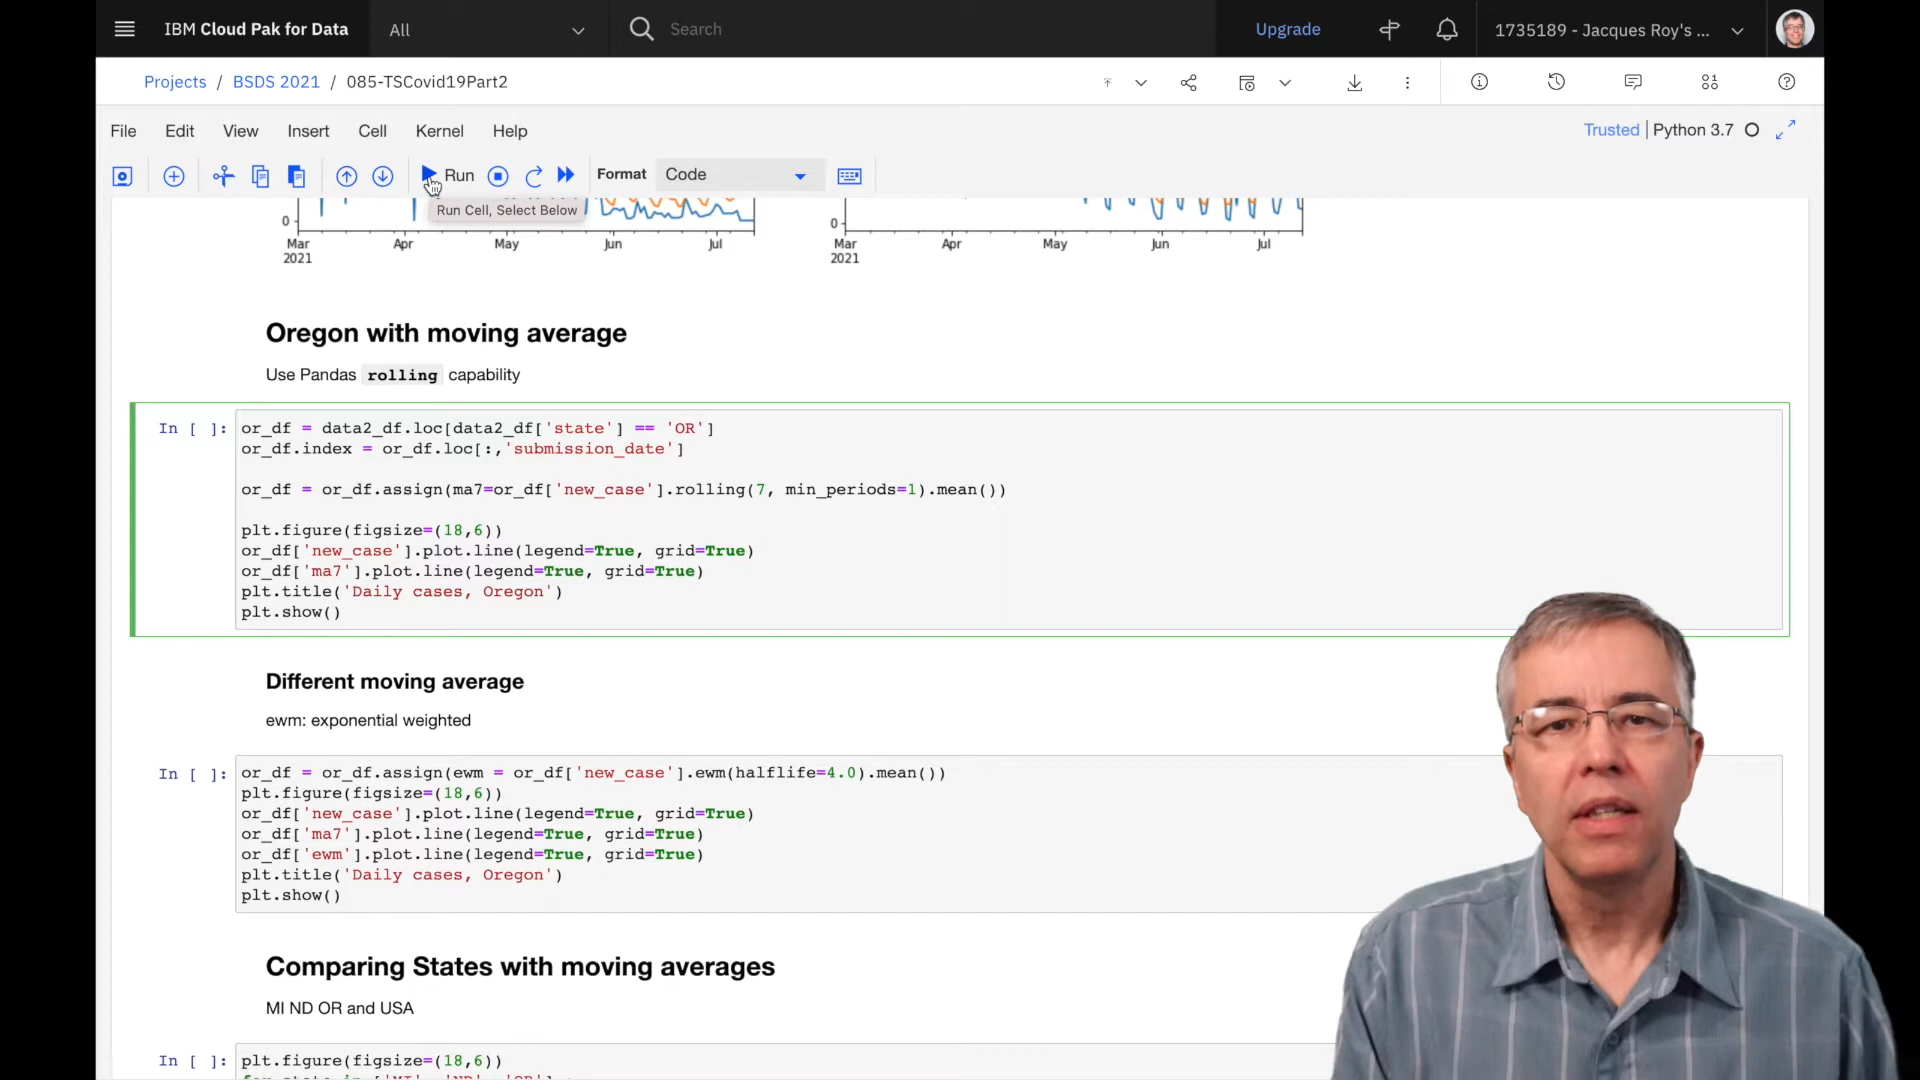 IBM Cloud Pak for Data
All
Search
Upgrade
1735189 - Jacques Roy's ...
Projects / BSDS 2021 / 085-TSCovid19Part2
File Edit View Insert Cell Kernel Help
Trusted | Python 3.7
Run
Format
Code
Run Cell, Select Below
0
Mar Apr May Jun Jul
2021
0
Mar Apr May Jun Jul
2021
Oregon with moving average
Use Pandas rolling capability
In [ ]:
or_df = data2_df.loc[data2_df['state'] == 'OR']
or_df.index = or_df.loc[:,'submission_date']
or_df = or_df.assign(ma7=or_df['new_case'].rolling(7, min_periods=1).mean())
plt.figure(figsize=(18,6))
or_df['new_case'].plot.line(legend=True, grid=True)
or_df['ma7'].plot.line(legend=True, grid=True)
plt.title('Daily cases, Oregon')
plt.show()
Different moving average
ewm: exponential weighted
In [ ]:
or_df = or_df.assign(ewm = or_df['new_case'].ewm(halflife=4.0).mean())
plt.figure(figsize=(18,6))
or_df['new_case'].plot.line(legend=True, grid=True)
or_df['ma7'].plot.line(legend=True, grid=True)
or_df['ewm'].plot.line(legend=True, grid=True)
plt.title('Daily cases, Oregon')
plt.show()
Comparing States with moving averages
MI ND OR and USA
In [ ]:
plt.figure(figsize=(18,6))